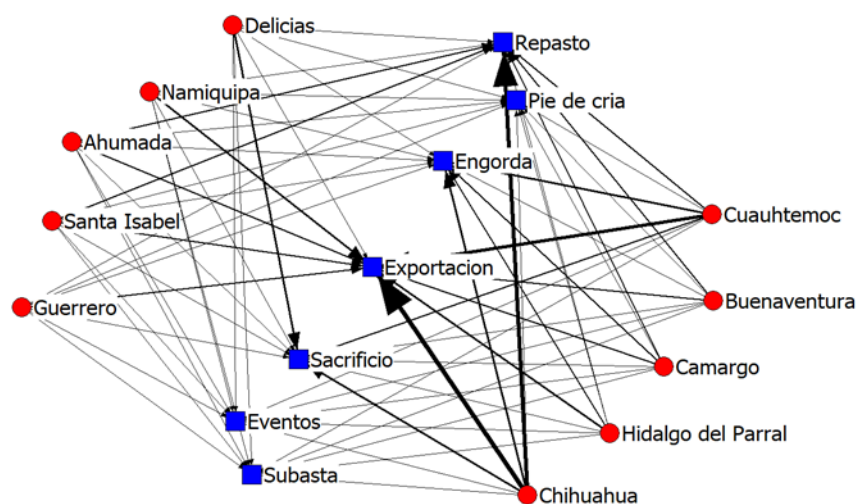 Delicias
Repasto
Namiquipa
Pie de cria
Ahumada
Engorda
Santa Isabel
Cuauhtemoc
Exportacion
Guerrero
Buenaventura
Sacrificio
Camargo
Eventos
Hidalgo del Parral
Subasta
Chihuahua